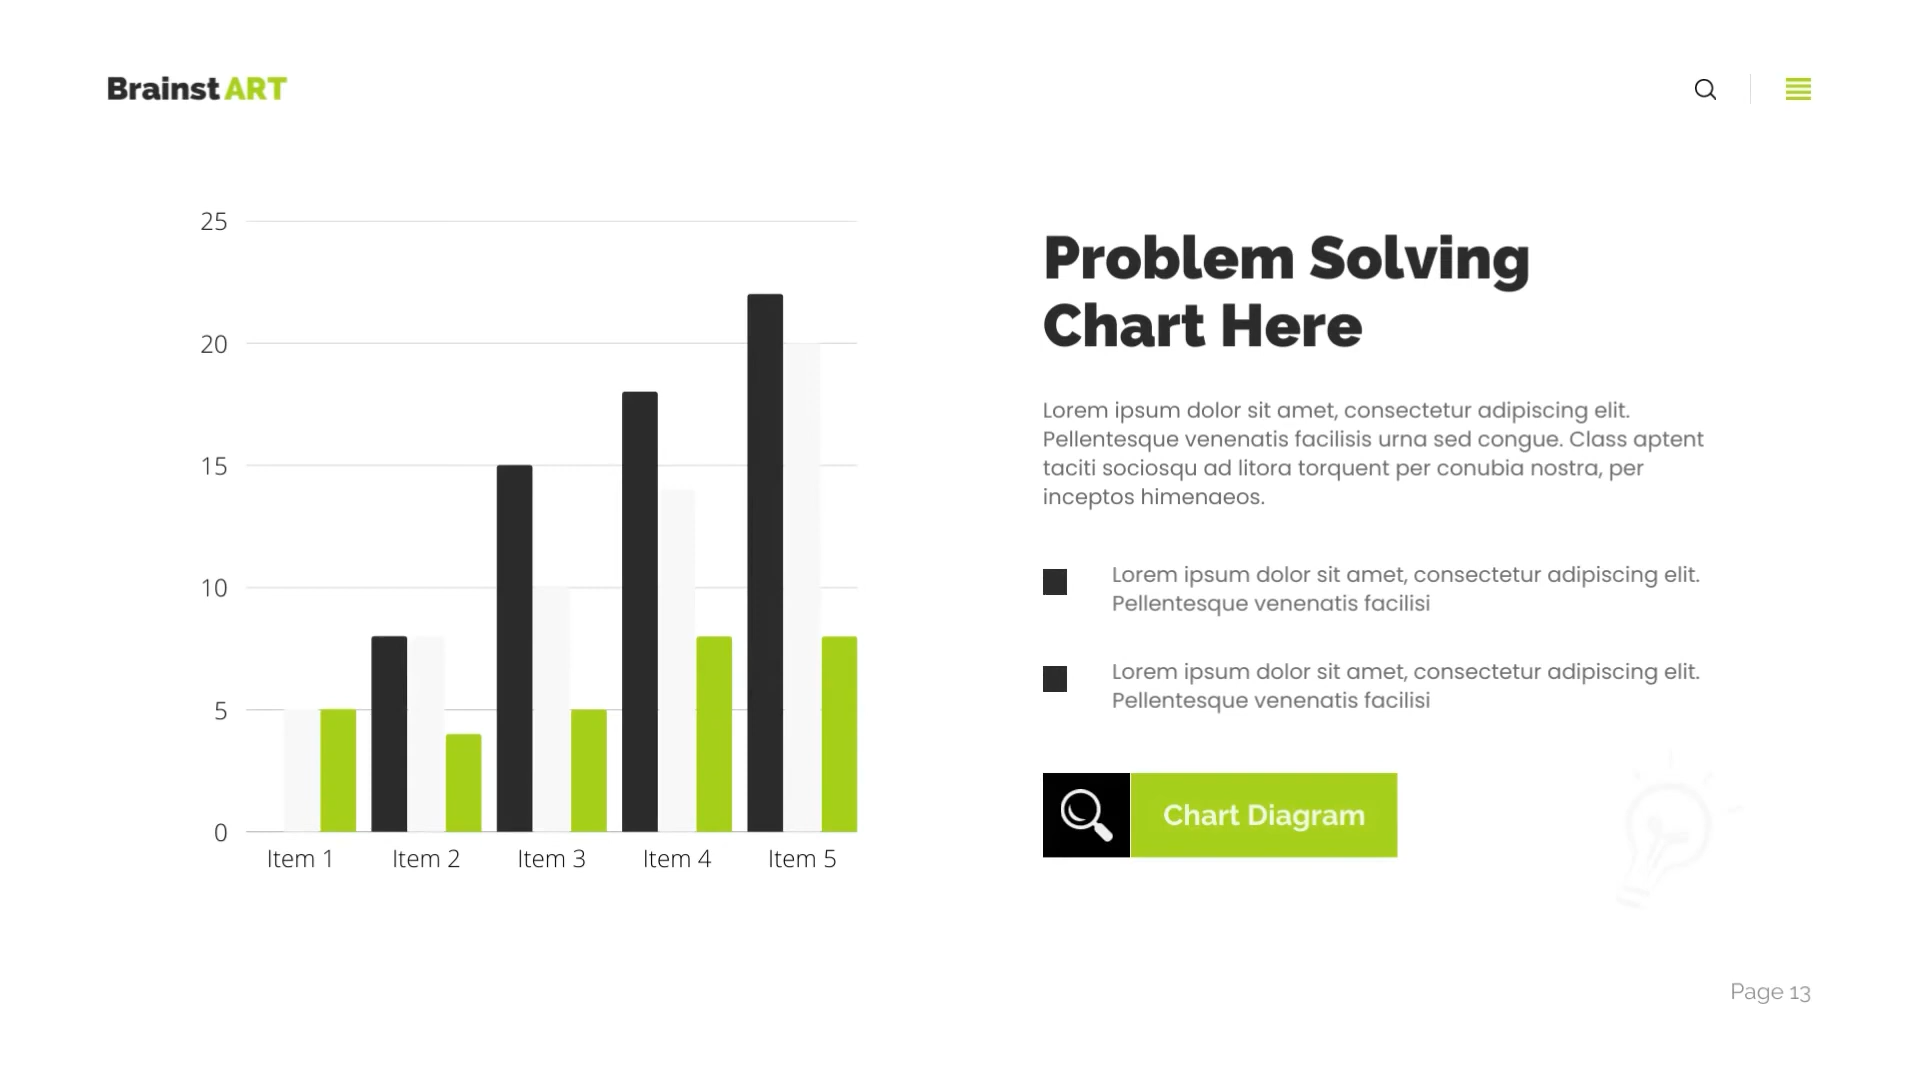 BrainstART
25
20
15
10
5
0
Item 1 Item 2 Item 3 Item 4 Item 5
Problem Solving
Chart Here
Lorem ipsum dolor sit amet, consectetur adipiscing elit.
Pellentesque venenatis facilisis urna sed congue. Class aptent
taciti sociosqu ad litora torquent per conubia nostra, per
inceptos himenaeos.
Lorem ipsum dolor sit amet, consectetur adipiscing elit.
Pellentesque venenatis facilisi
Lorem ipsum dolor sit amet, consectetur adipiscing elit.
Pellentesque venenatis facilisi
Chart Diagram
Page 13